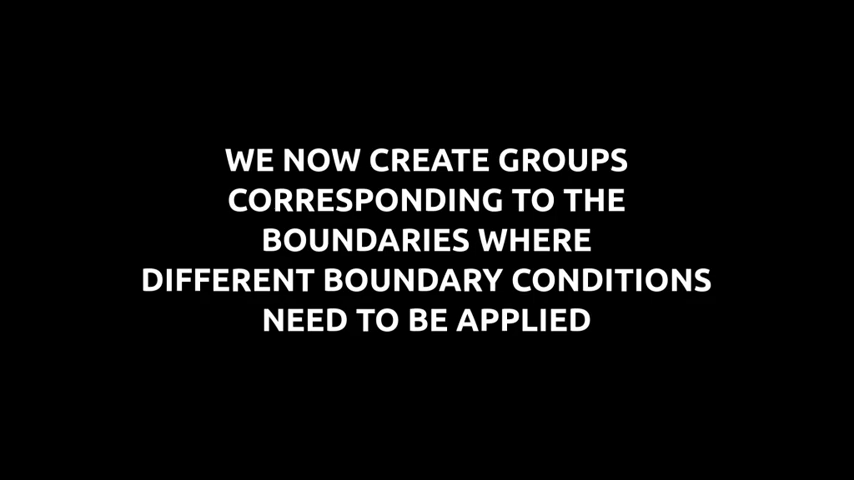 WE NOW CREATE GROUPS
CORRESPONDING TO THE
BOUNDARIES WHERE
DIFFERENT BOUNDARY CONDITIONS
NEED TO BE APPLIED